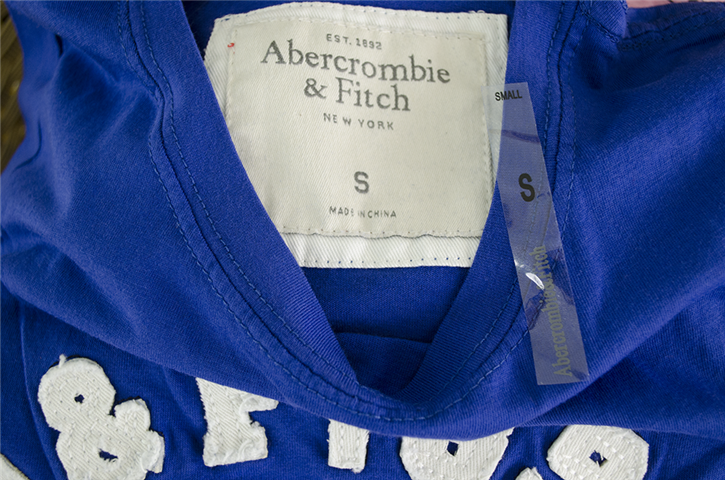 EST. 1892
Abercrombie
& Fitch
NEW YORK
S
MADE IN CHINA
SMALL
S
Abercrombie & Fitch
&